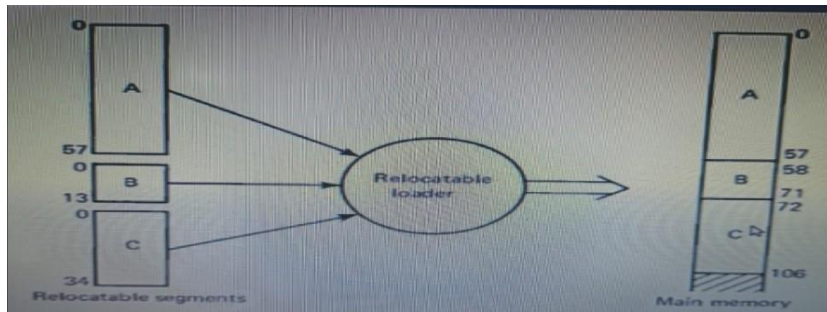 0
A
57
0
B
13
0
C
34
Relocatable segments
Relocatable
loader
0
A
57
58
B
71
72
C
106
Main memory